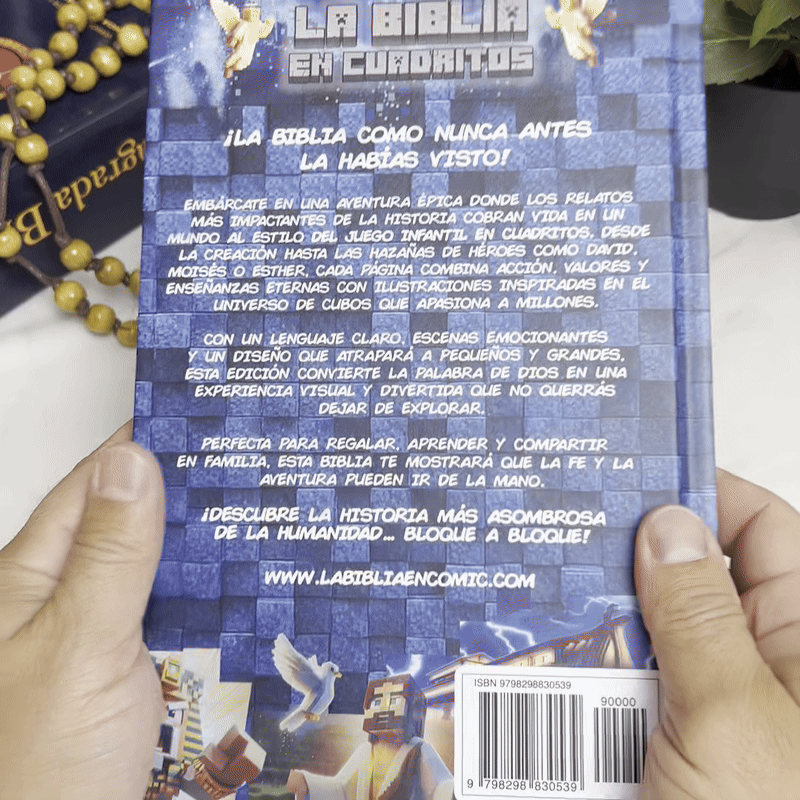 LA BIBLIA
EN CUADRITOS
¡LA BIBLIA COMO NUNCA ANTES
LA HABÍAS VISTO!
EMBÁRCATE EN UNA AVENTURA ÉPICA DONDE LOS RELATOS
MÁS IMPACTANTES DE LA HISTORIA COBRAN VIDA EN UN
MUNDO AL ESTILO DEL JUEGO INFANTIL EN CUADRITOS. DESDE
LA CREACIÓN HASTA LAS HAZAÑAS DE HÉROES COMO DAVID,
MOISÉS O ESTHER, CADA PÁGINA COMBINA ACCIÓN, VALORES Y
ENSEÑANZAS ETERNAS CON ILUSTRACIONES INSPIRADAS EN EL
UNIVERSO DE CUBOS QUE APASIONA A MILLONES.
CON UN LENGUAJE CLARO, ESCENAS EMOCIONANTES
Y UN DISEÑO QUE ATRAPARÁ A PEQUEÑOS Y GRANDES,
ESTA EDICIÓN CONVIERTE LA PALABRA DE DIOS EN UNA
EXPERIENCIA VISUAL Y DIVERTIDA QUE NO QUERRÁS
DEJAR DE EXPLORAR.
PERFECTA PARA REGALAR, APRENDER Y COMPARTIR
EN FAMILIA, ESTA BIBLIA TE MOSTRARÁ QUE LA FE Y LA
AVENTURA PUEDEN IR DE LA MANO.
¡DESCUBRE LA HISTORIA MÁS ASOMBROSA
DE LA HUMANIDAD... BLOQUE A BLOQUE!
WWW.LABIBLIAENCOMIC.COM
ISBN 9798298830539
90000
9 798298 830539